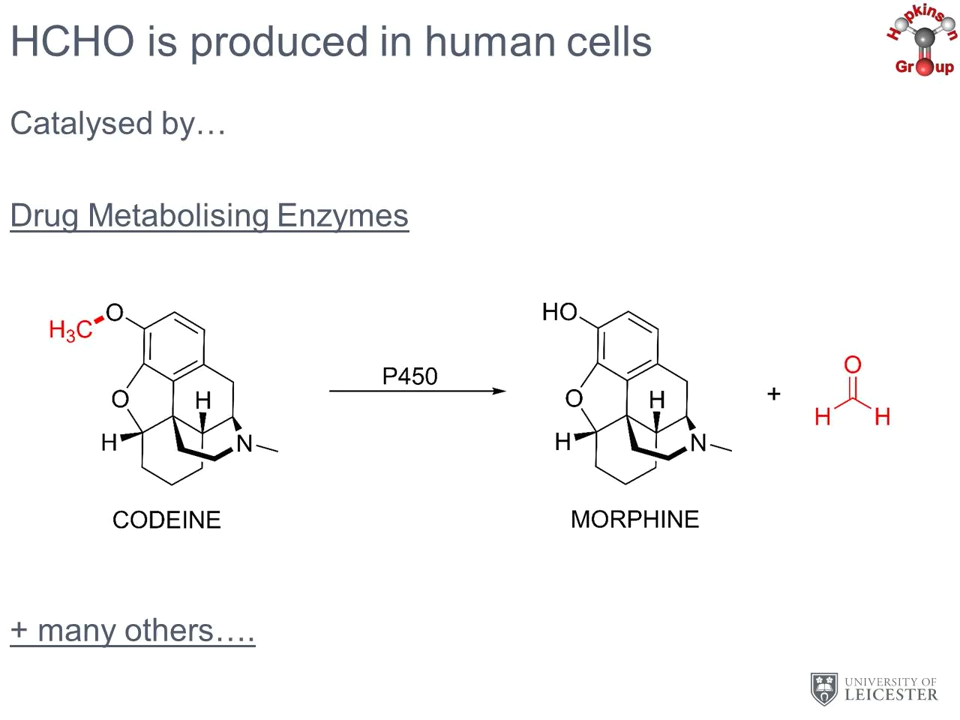 HCHO is produced in human cells
Hopkinson
Group
Catalysed by…
Drug Metabolising Enzymes
H₃C O
O
H
H
N
CODEINE
P450
HO
O
H
H
N
MORPHINE
+
O
H H
+ many others….
UNIVERSITY OF
LEICESTER